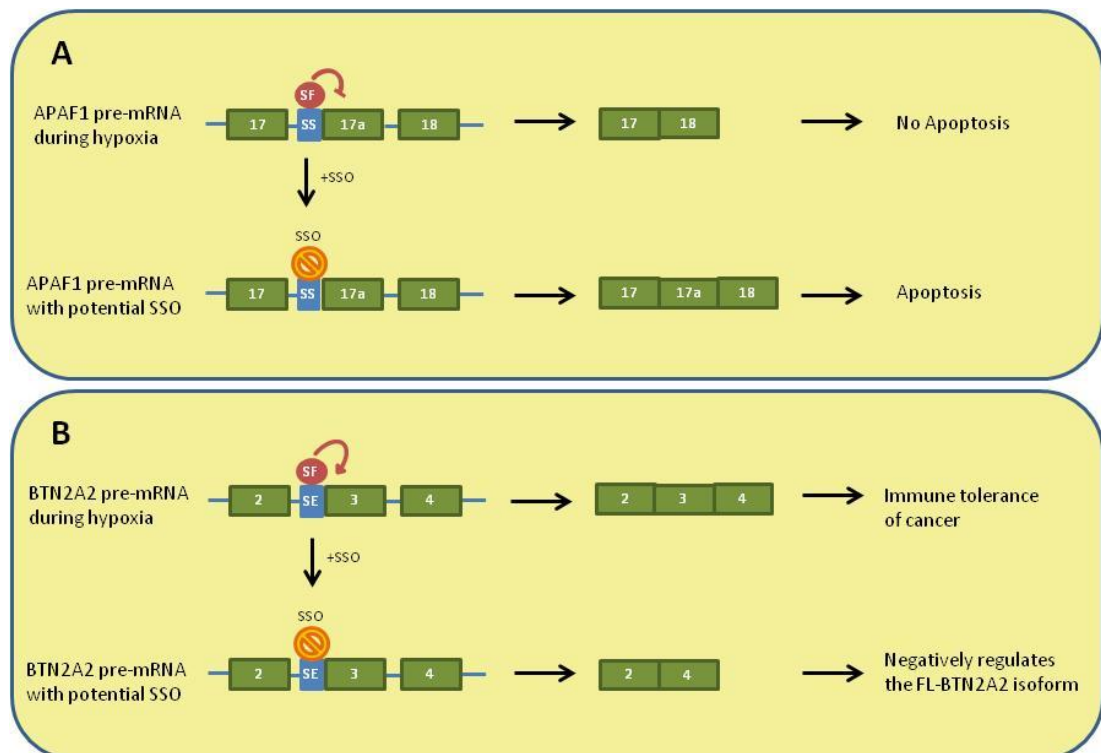 A
APAF1 pre-mRNA
during hypoxia
SF
17
SS
17a
18
17
18
No Apoptosis
+SSO
SSO
APAF1 pre-mRNA
with potential SSO
17
SS
17a
18
17
17a
18
Apoptosis
B
BTN2A2 pre-mRNA
during hypoxia
SF
2
SE
3
4
2
3
4
Immune tolerance
of cancer
+SSO
SSO
BTN2A2 pre-mRNA
with potential SSO
2
SE
3
4
2
4
Negatively regulates
the FL-BTN2A2 isoform